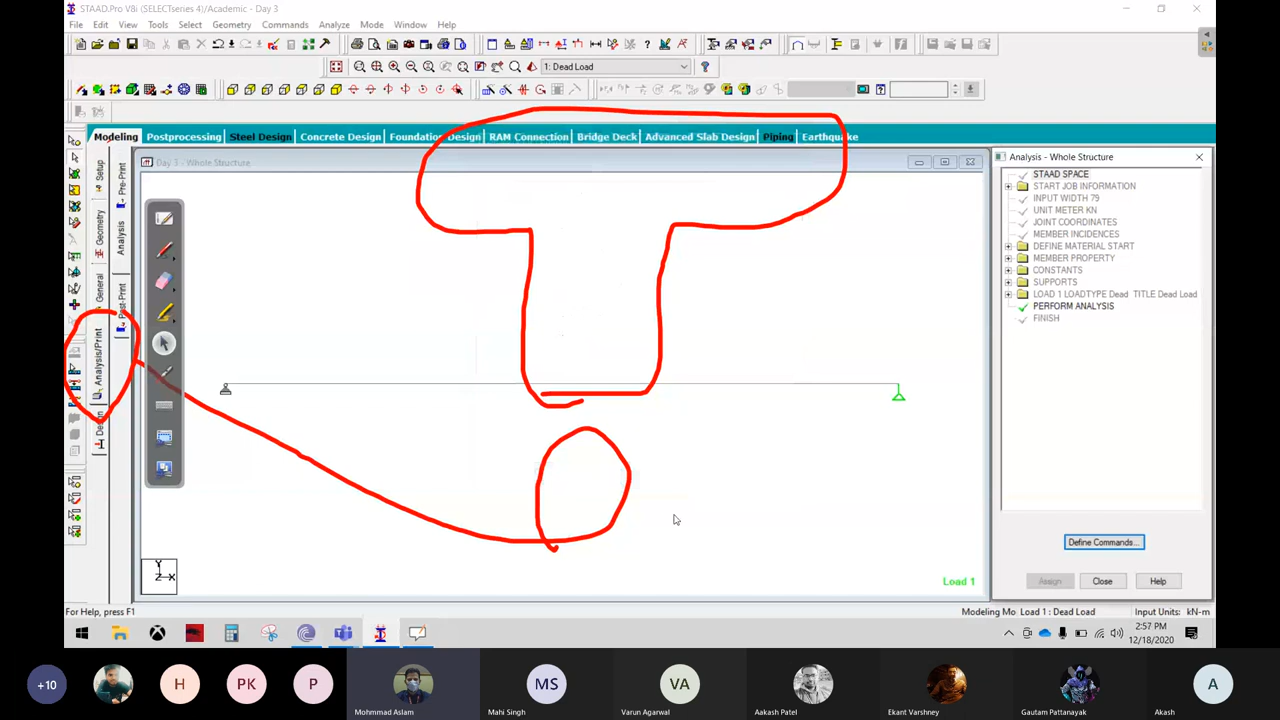 STAAD.Pro V8i (SELECTseries 4)/Academic - Day 3
File Edit View Tools Select Geometry Commands Analyze Mode Window Help
1: Dead Load
Modeling Postprocessing Steel Design Concrete Design Foundation Design RAM Connection Bridge Deck Advanced Slab Design Piping Earthquake
Day 3 - Whole Structure
Setup
Geometry
General
Analysis/Print
Design
Pre-Print
Analysis
Post-Print
Analysis - Whole Structure
STAAD SPACE
START JOB INFORMATION
INPUT WIDTH 79
UNIT METER KN
JOINT COORDINATES
MEMBER INCIDENCES
DEFINE MATERIAL START
MEMBER PROPERTY
CONSTANTS
SUPPORTS
LOAD 1 LOADTYPE Dead TITLE Dead Load
PERFORM ANALYSIS
FINISH
Define Commands...
Assign Close Help
Y
Z X
Load 1
For Help, press F1
Modeling Mo Load 1 : Dead Load Input Units: kN-m
2:57 PM
12/18/2020
+10 H PK P MS VA A
Mohmmad Aslam Mahi Singh Varun Agarwal Aakash Patel Ekant Varshney Gautam Pattanayak Akash